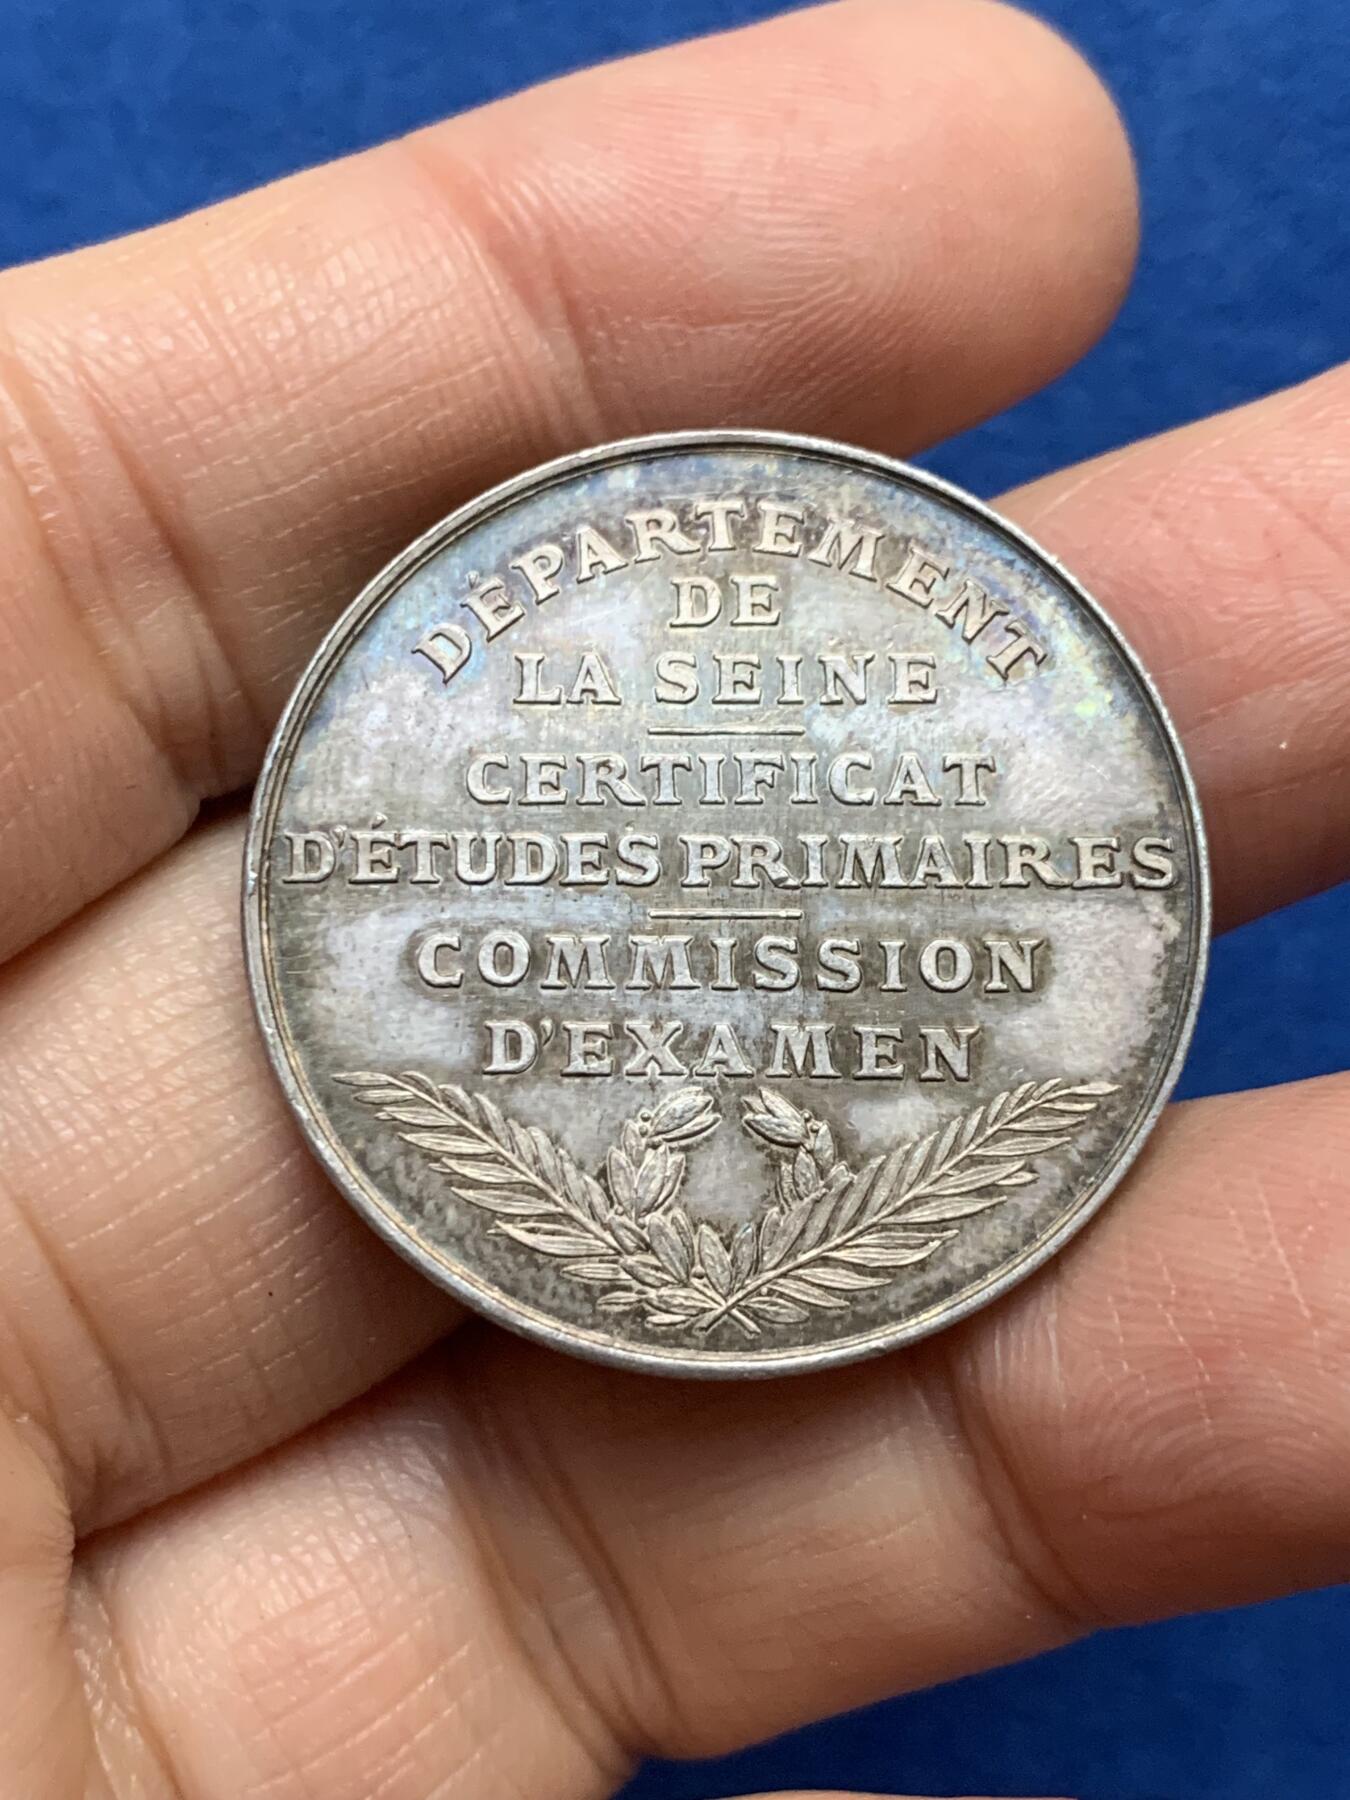 DÉPARTEMENT
DE
LA SEINE
CERTIFICAT
D'ÉTUDES PRIMAIRES
COMMISSION
D'EXAMEN